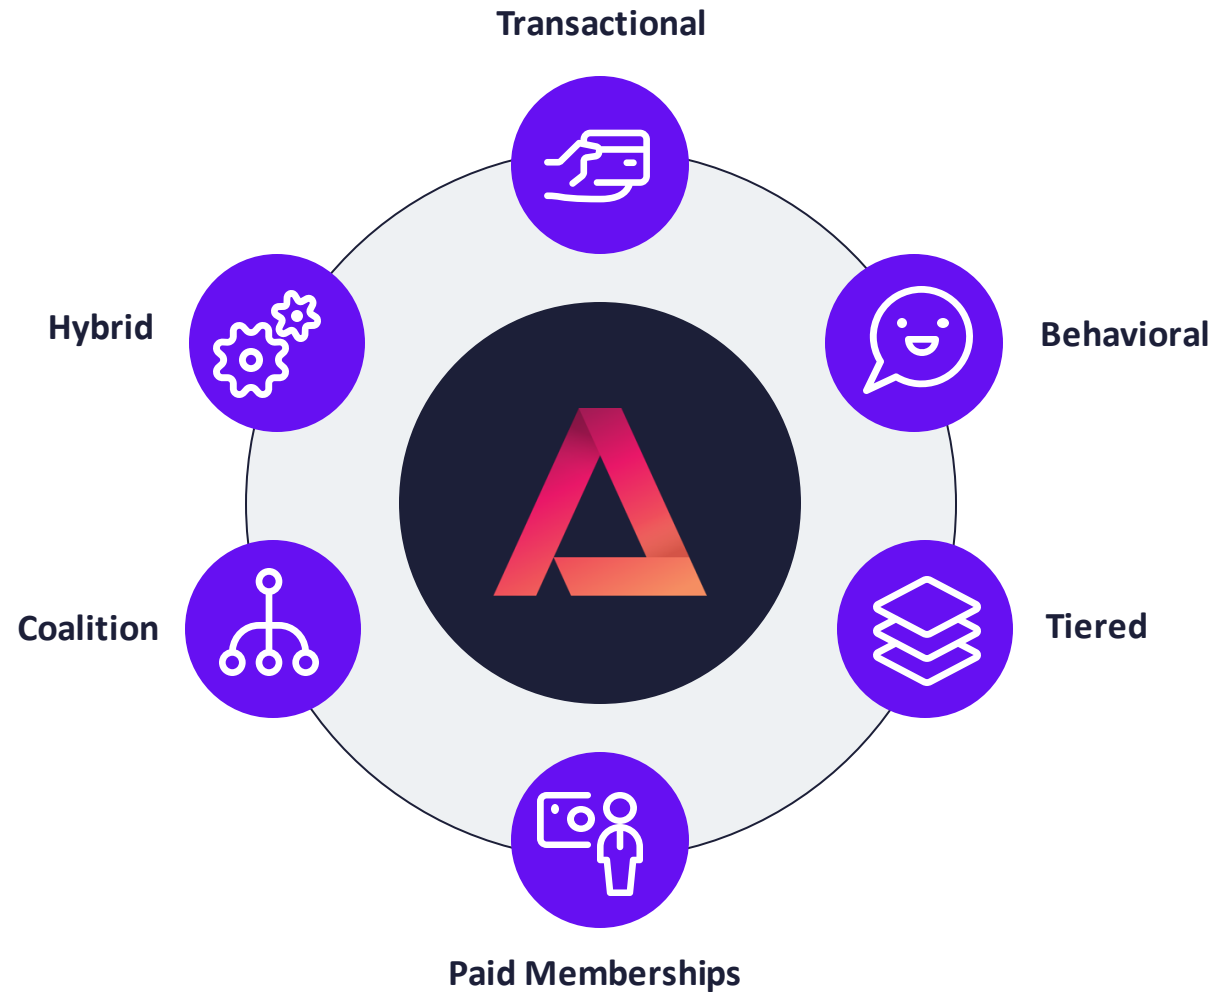 Transactional
Hybrid
Behavioral
Coalition
Tiered
Paid Memberships